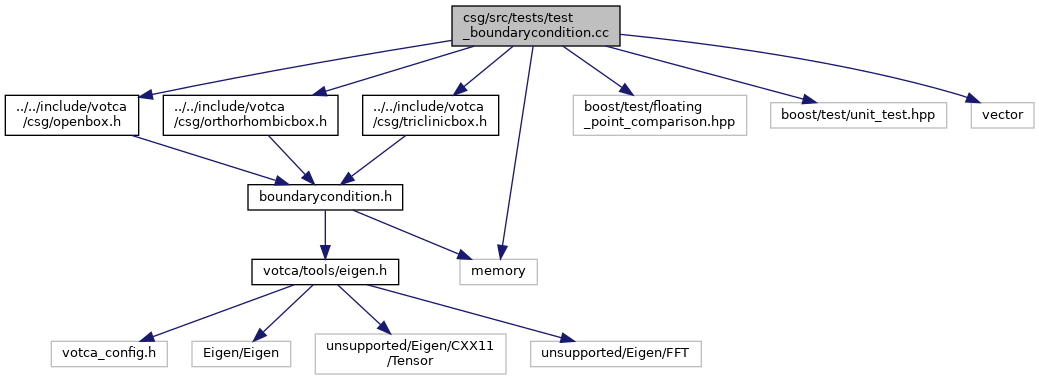 csg/src/tests/test
_boundarycondition.cc
../../include/votca
/csg/openbox.h
../../include/votca
/csg/orthorhombicbox.h
../../include/votca
/csg/triclinicbox.h
boost/test/floating
_point_comparison.hpp
boost/test/unit_test.hpp
vector
boundarycondition.h
votca/tools/eigen.h
memory
votca_config.h
Eigen/Eigen
unsupported/Eigen/CXX11
/Tensor
unsupported/Eigen/FFT